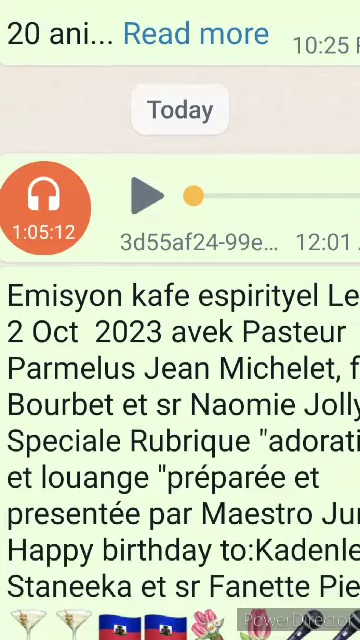 20 ani... Read more
10:25
Today
1:05:12
3d55af24-99e... 12:01
Emisyon kafe espirityel Le
2 Oct 2023 avek Pasteur
Parmelus Jean Michelet, f
Bourbet et sr Naomie Jolly
Speciale Rubrique "adorati
et louange "préparée et
presentée par Maestro Ju
Happy birthday to:Kadenle
Staneeka et sr Fanette Pie
PowerDirector